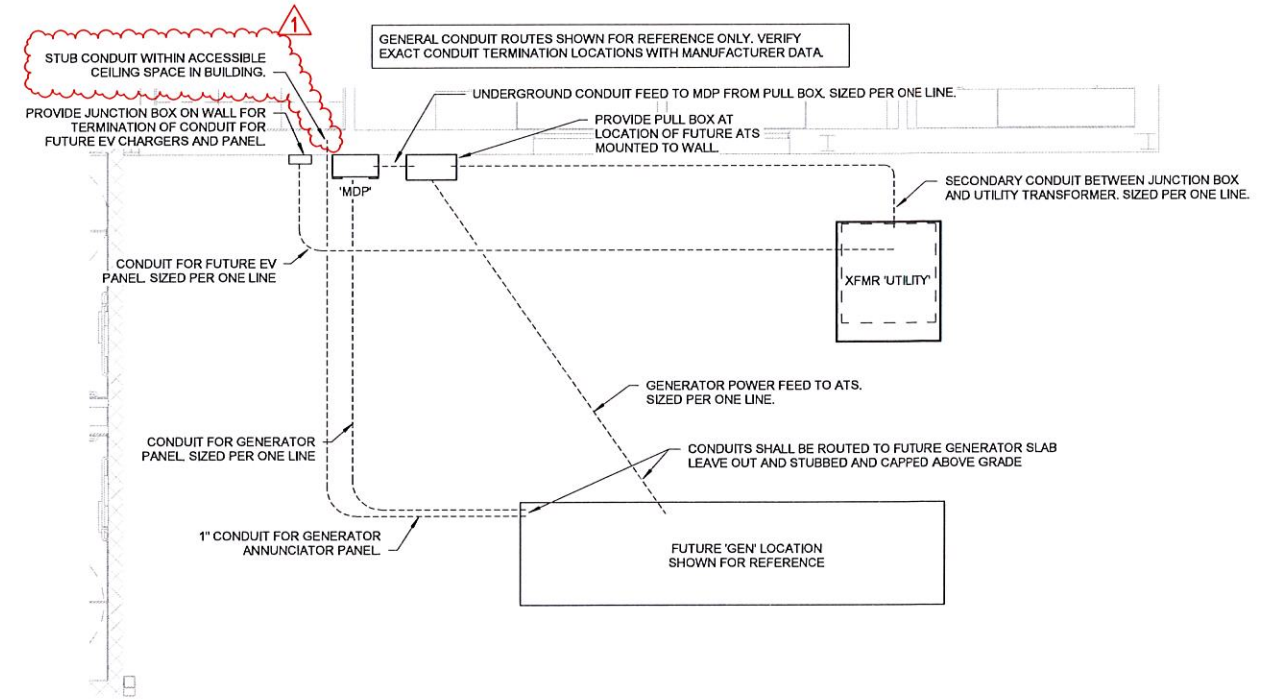 1
GENERAL CONDUIT ROUTES SHOWN FOR REFERENCE ONLY. VERIFY
EXACT CONDUIT TERMINATION LOCATIONS WITH MANUFACTURER DATA.
STUB CONDUIT WITHIN ACCESSIBLE
CEILING SPACE IN BUILDING.
PROVIDE JUNCTION BOX ON WALL FOR
TERMINATION OF CONDUIT FOR
FUTURE EV CHARGERS AND PANEL.
UNDERGROUND CONDUIT FEED TO MDP FROM PULL BOX. SIZED PER ONE LINE.
PROVIDE PULL BOX AT
LOCATION OF FUTURE ATS
MOUNTED TO WALL.
'MDP'
SECONDARY CONDUIT BETWEEN JUNCTION BOX
AND UTILITY TRANSFORMER. SIZED PER ONE LINE.
CONDUIT FOR FUTURE EV
PANEL. SIZED PER ONE LINE
XFMR 'UTILITY'
GENERATOR POWER FEED TO ATS.
SIZED PER ONE LINE.
CONDUIT FOR GENERATOR
PANEL. SIZED PER ONE LINE
CONDUITS SHALL BE ROUTED TO FUTURE GENERATOR SLAB
LEAVE OUT AND STUBBED AND CAPPED ABOVE GRADE
1" CONDUIT FOR GENERATOR
ANNUNCIATOR PANEL.
FUTURE 'GEN' LOCATION
SHOWN FOR REFERENCE